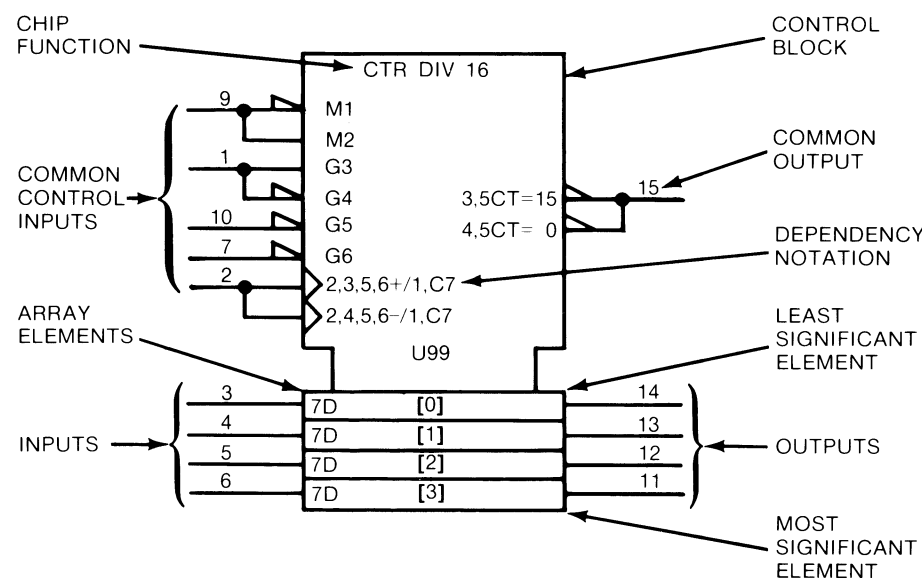 CHIP
FUNCTION
CONTROL
BLOCK
CTR DIV 16
9
M1
M2
COMMON
CONTROL
INPUTS
1
G3
G4
10
G5
7
G6
2
2,3,5,6+/1,C7
2,4,5,6-/1,C7
3,5CT=15
4,5CT= 0
15
COMMON
OUTPUT
DEPENDENCY
NOTATION
ARRAY
ELEMENTS
U99
LEAST
SIGNIFICANT
ELEMENT
INPUTS
3
7D
[0]
14
4
7D
[1]
13
5
7D
[2]
12
6
7D
[3]
11
OUTPUTS
MOST
SIGNIFICANT
ELEMENT